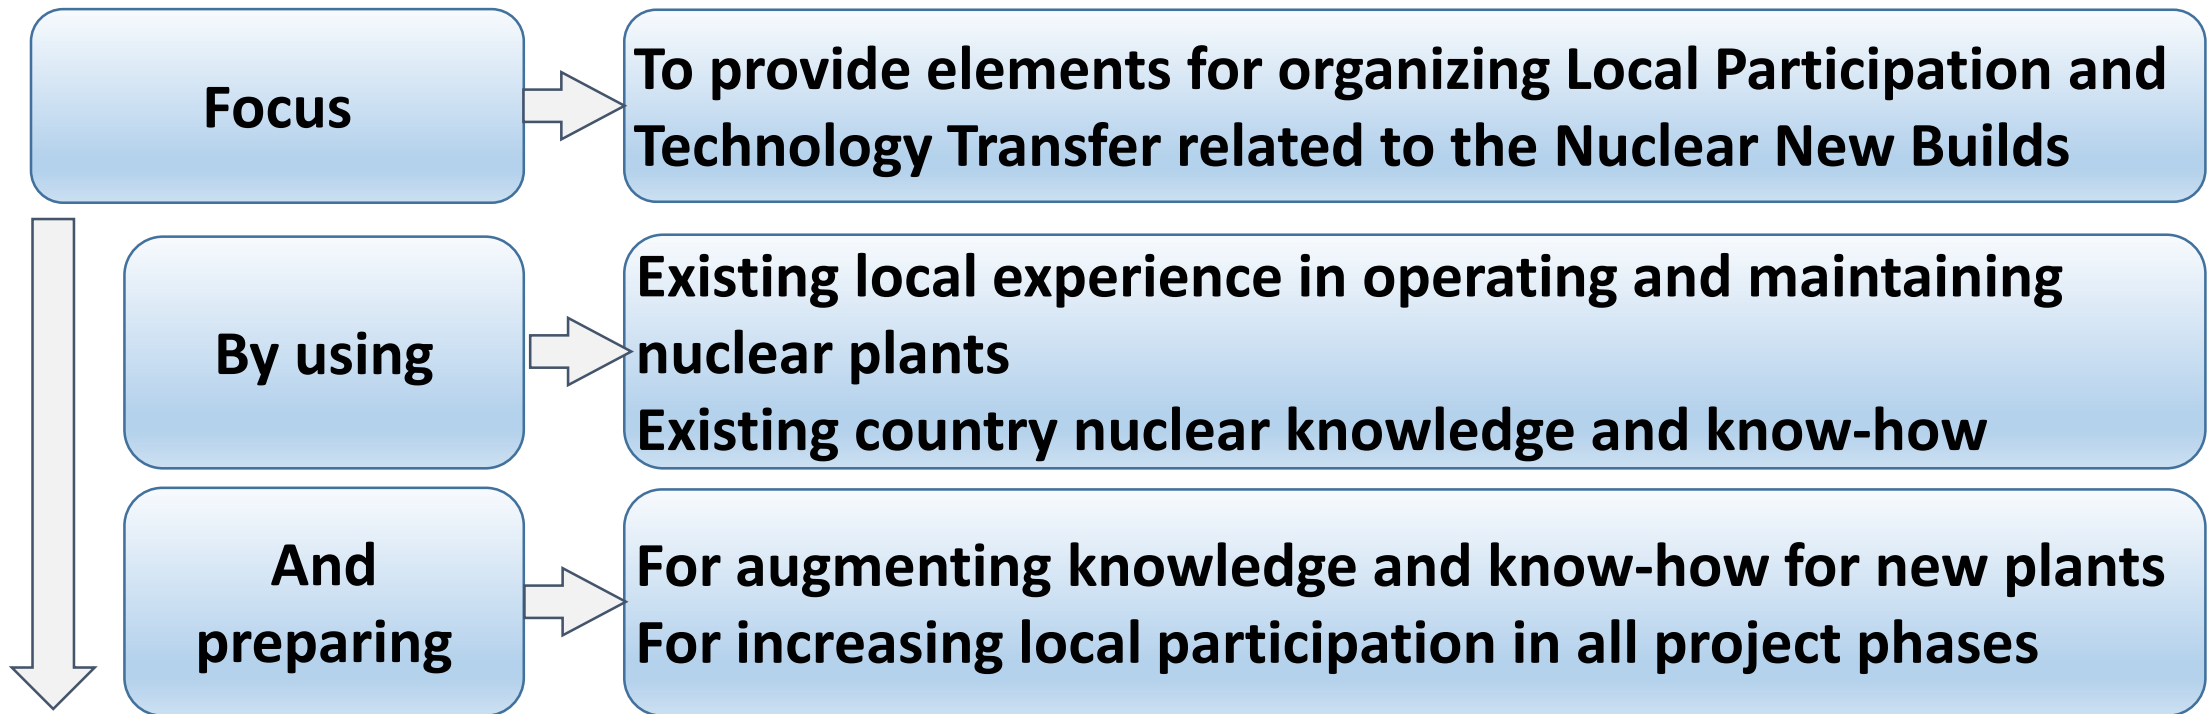 Focus
To provide elements for organizing Local Participation and
Technology Transfer related to the Nuclear New Builds
By using
Existing local experience in operating and maintaining
nuclear plants
Existing country nuclear knowledge and know-how
And
preparing
For augmenting knowledge and know-how for new plants
For increasing local participation in all project phases